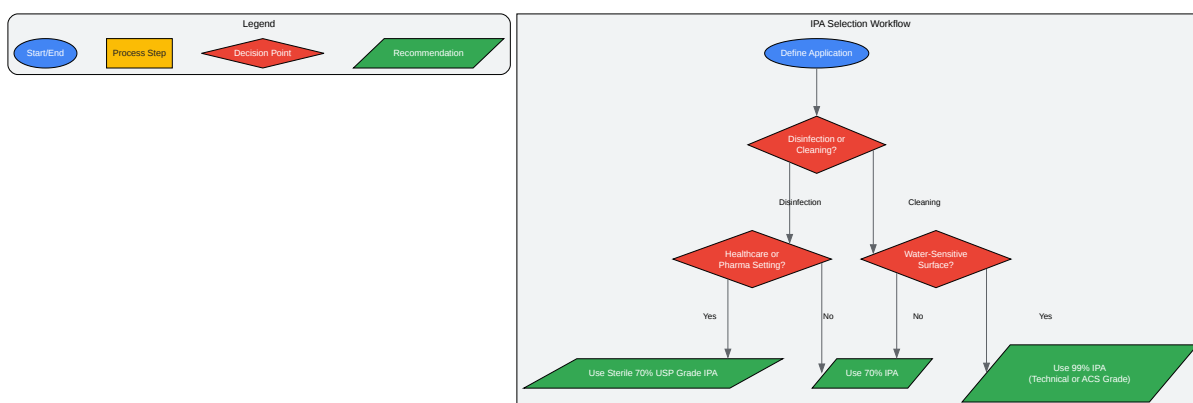 Legend
Start/End
Process Step
Decision Point
Recommendation
IPA Selection Workflow
Define Application
Disinfection or
Cleaning?
Disinfection
Cleaning
Healthcare or
Pharma Setting?
Water-Sensitive
Surface?
Yes
No
No
Yes
Use Sterile 70% USP Grade IPA
Use 70% IPA
Use 99% IPA
(Technical or ACS Grade)